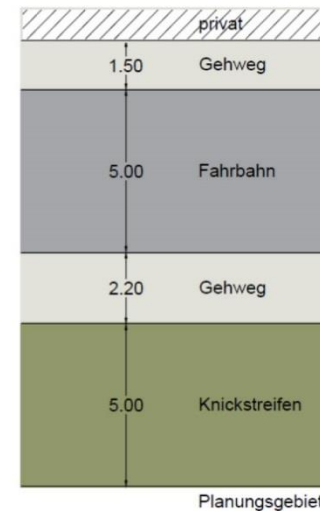 privat
1.50 Gehweg
5.00 Fahrbahn
2.20 Gehweg
5.00 Knickstreifen
Planungsgebiet